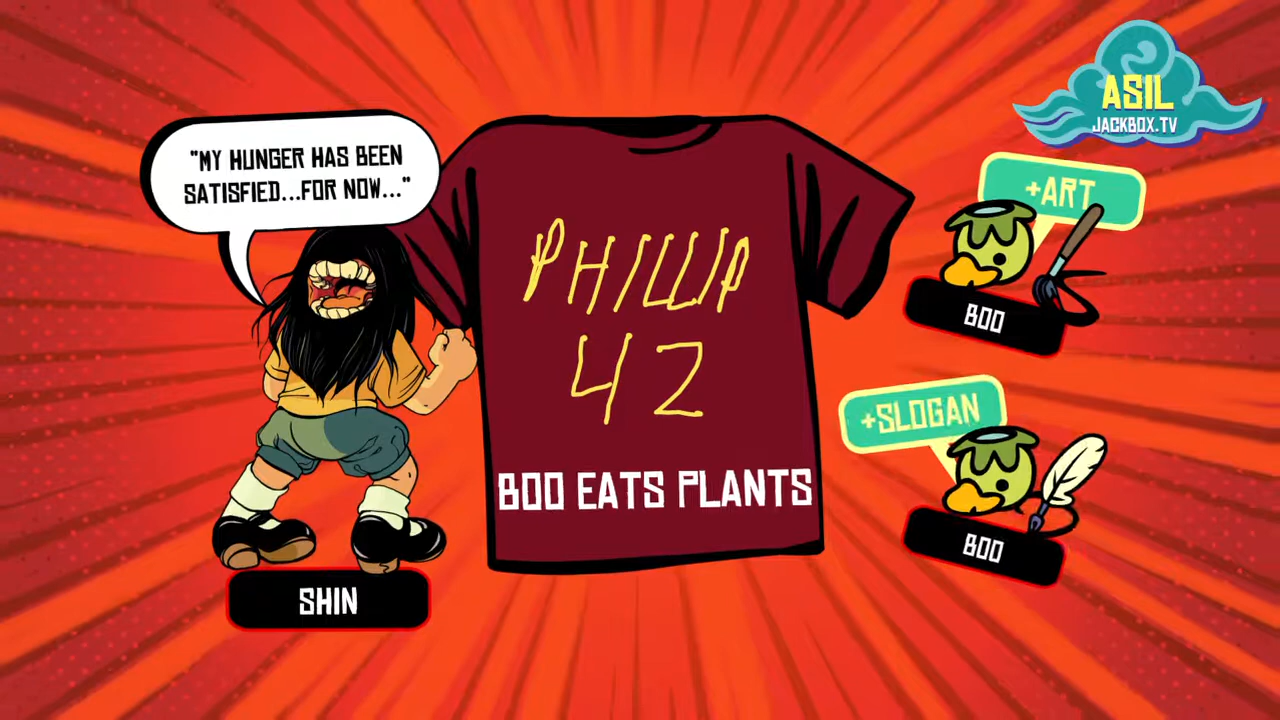 ASIL
JACKBOX.TV
"MY HUNGER HAS BEEN
SATISFIED...FOR NOW..."
PHILLIP
42
BOO EATS PLANTS
+ART
BOO
+SLOGAN
BOO
SHIN